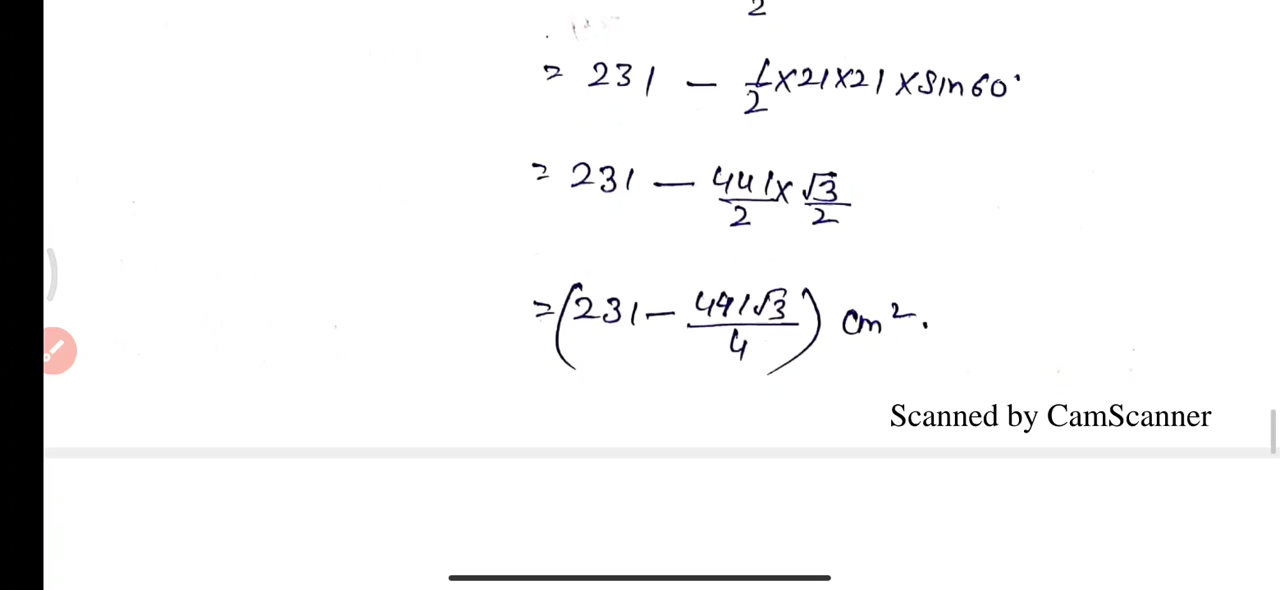 2
= 231 — 1/2 × 21 × 21 × Sin 60°
= 231 — 441/2 × √3/2
= (231 — 441√3/4) cm².
Scanned by CamScanner